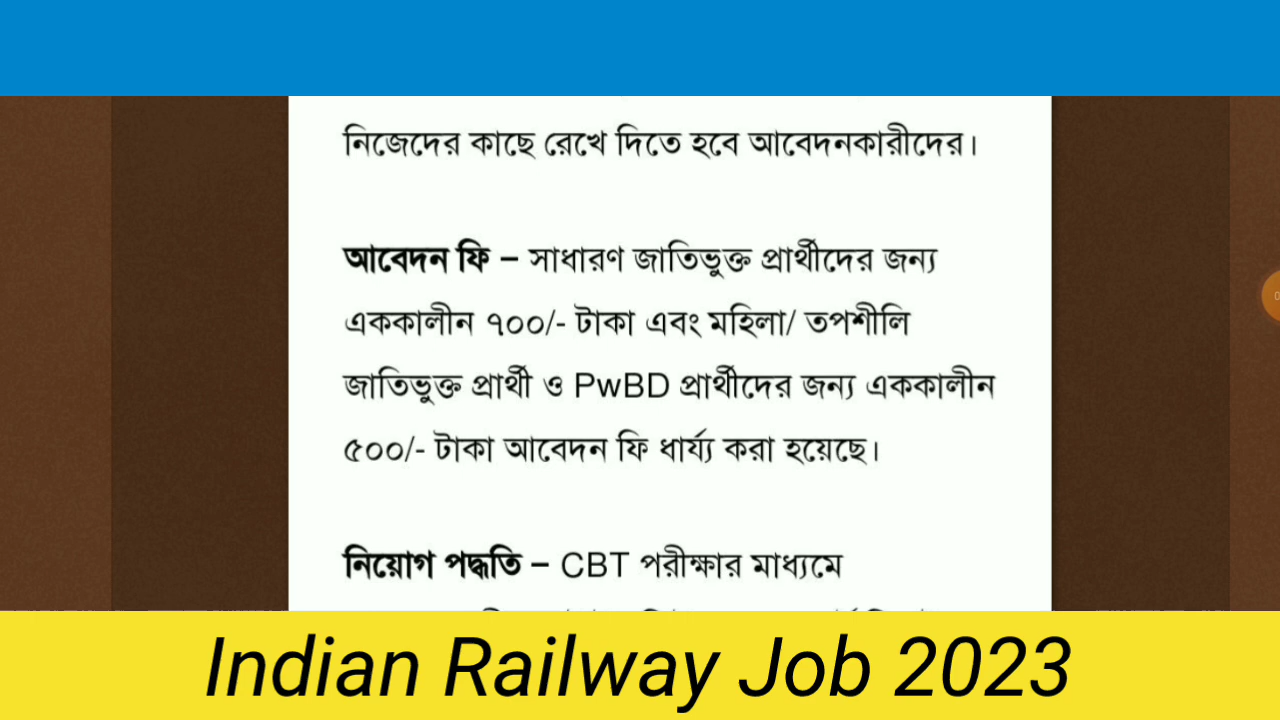 নিজেদের কাছে রেখে দিতে হবে আবেদনকারীদের।
আবেদন ফি – সাধারণ জাতিভুক্ত প্রার্থীদের জন্য
এককালীন ৭০০/- টাকা এবং মহিলা/ তপশীলি
জাতিভুক্ত প্রার্থী ও PwBD প্রার্থীদের জন্য এককালীন
৫০০/- টাকা আবেদন ফি ধার্য্য করা হয়েছে।
নিয়োগ পদ্ধতি – CBT পরীক্ষার মাধ্যমে
Indian Railway Job 2023